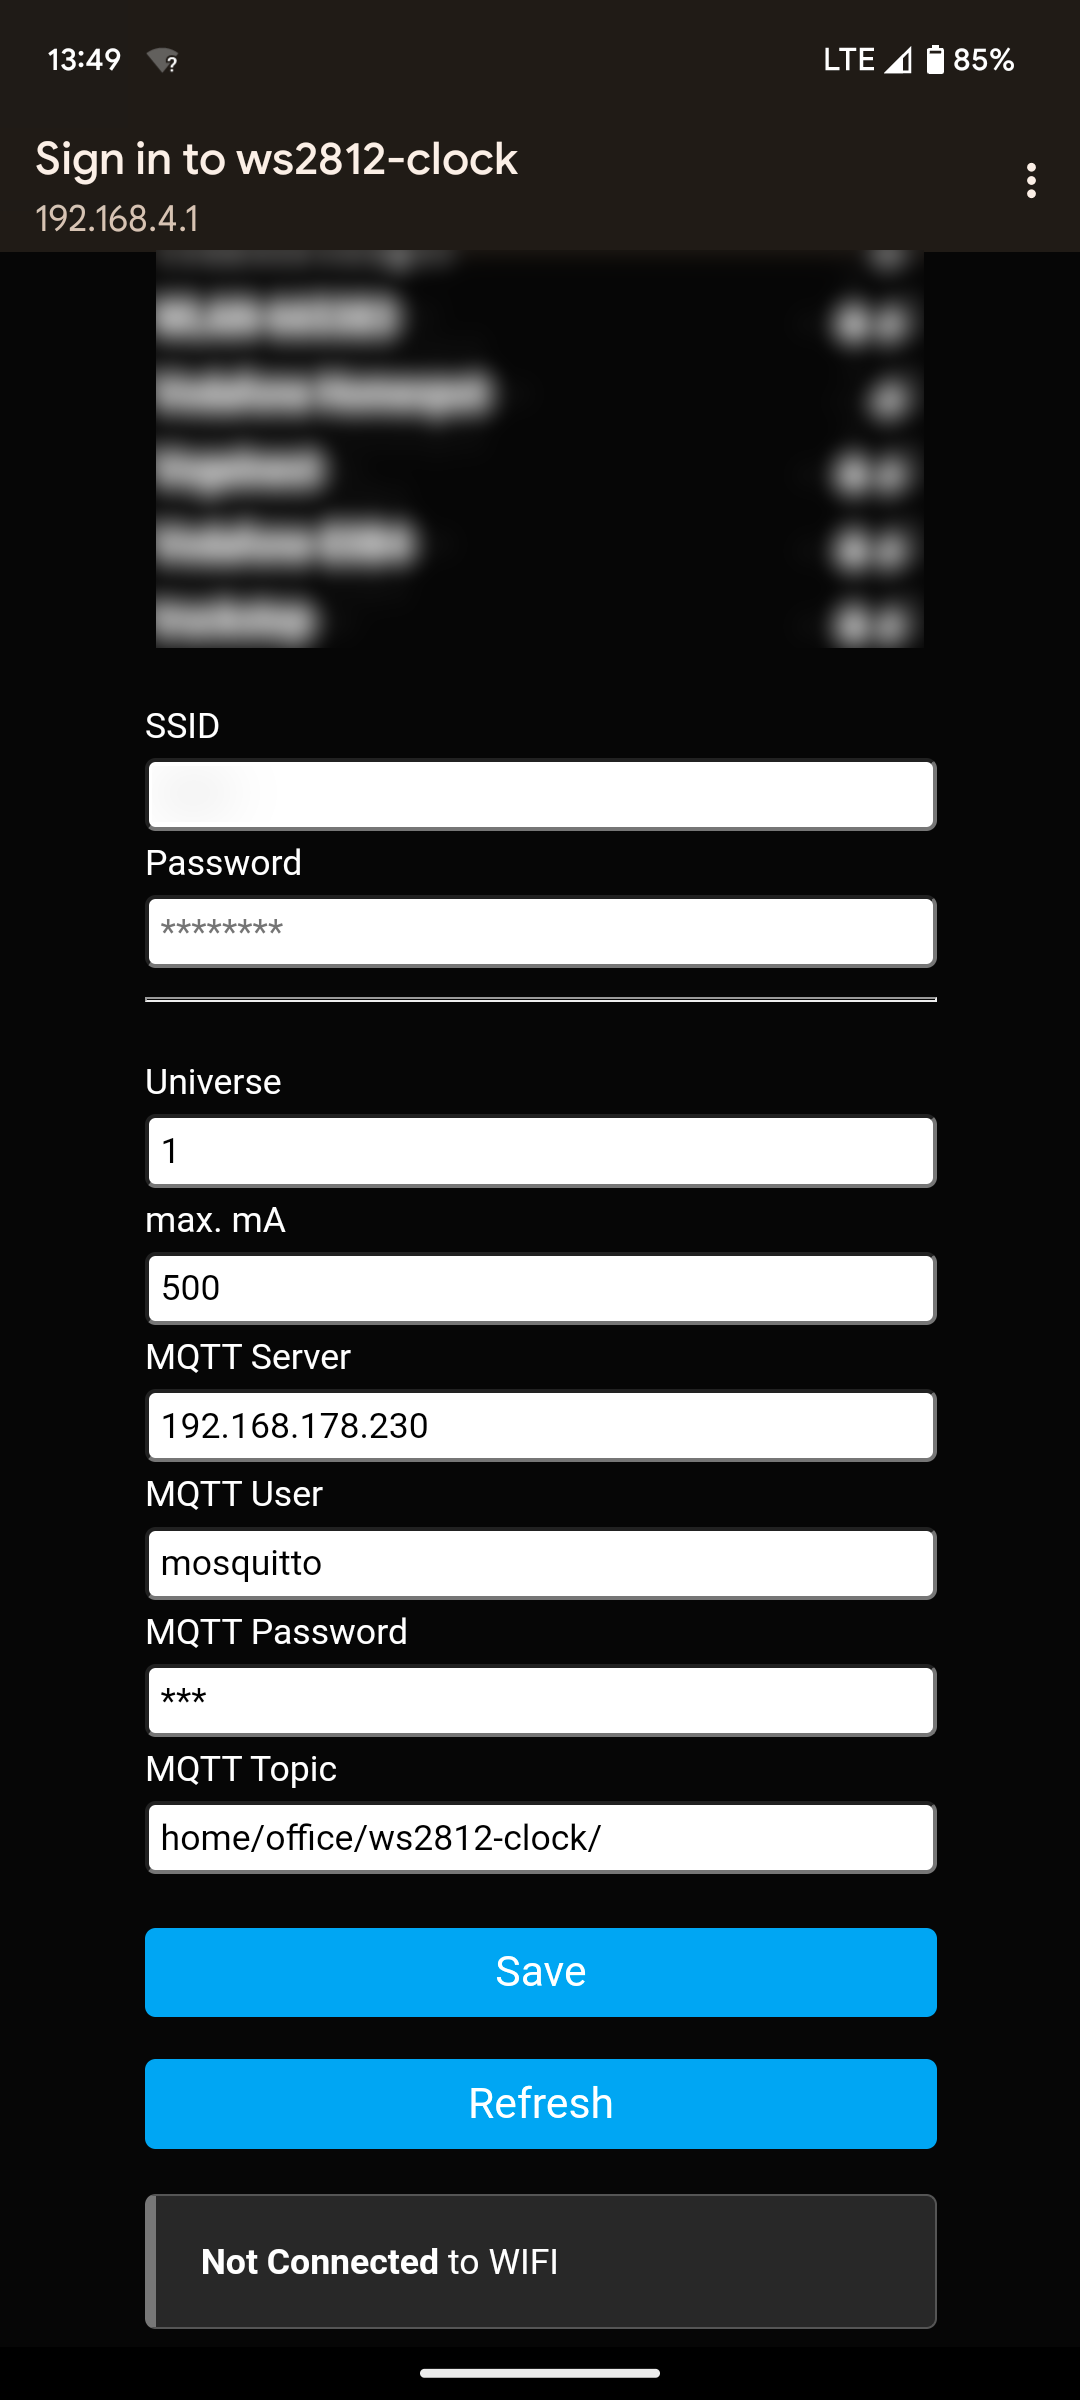 13:49
LTE 85%
Sign in to ws2812-clock
192.168.4.1
SSID
Password
********
Universe
1
max. mA
500
MQTT Server
192.168.178.230
MQTT User
mosquitto
MQTT Password
***
MQTT Topic
home/office/ws2812-clock/
Save
Refresh
Not Connected to WIFI